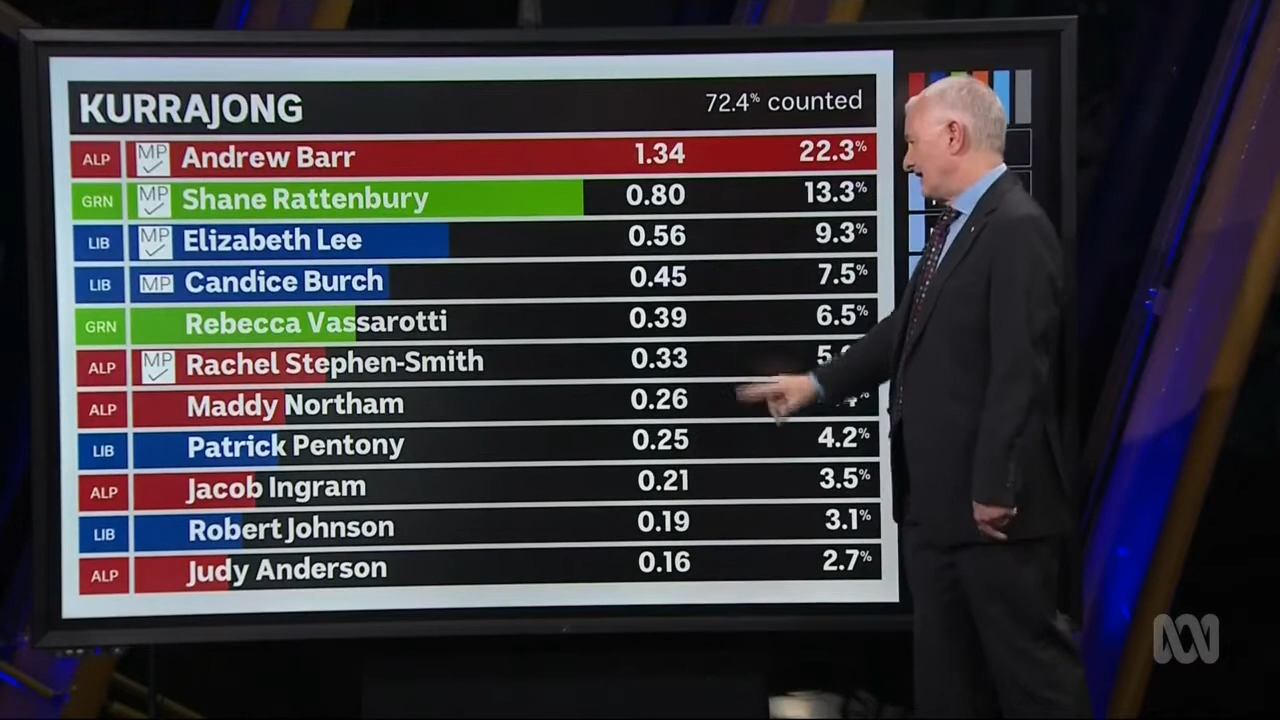 KURRAJONG 72.4% counted
ALP MP Andrew Barr 1.34 22.3%
GRN MP Shane Rattenbury 0.80 13.3%
LIB MP Elizabeth Lee 0.56 9.3%
LIB MP Candice Burch 0.45 7.5%
GRN Rebecca Vassarotti 0.39 6.5%
ALP MP Rachel Stephen-Smith 0.33
ALP Maddy Northam 0.26
LIB Patrick Pentony 0.25 4.2%
ALP Jacob Ingram 0.21 3.5%
LIB Robert Johnson 0.19 3.1%
ALP Judy Anderson 0.16 2.7%